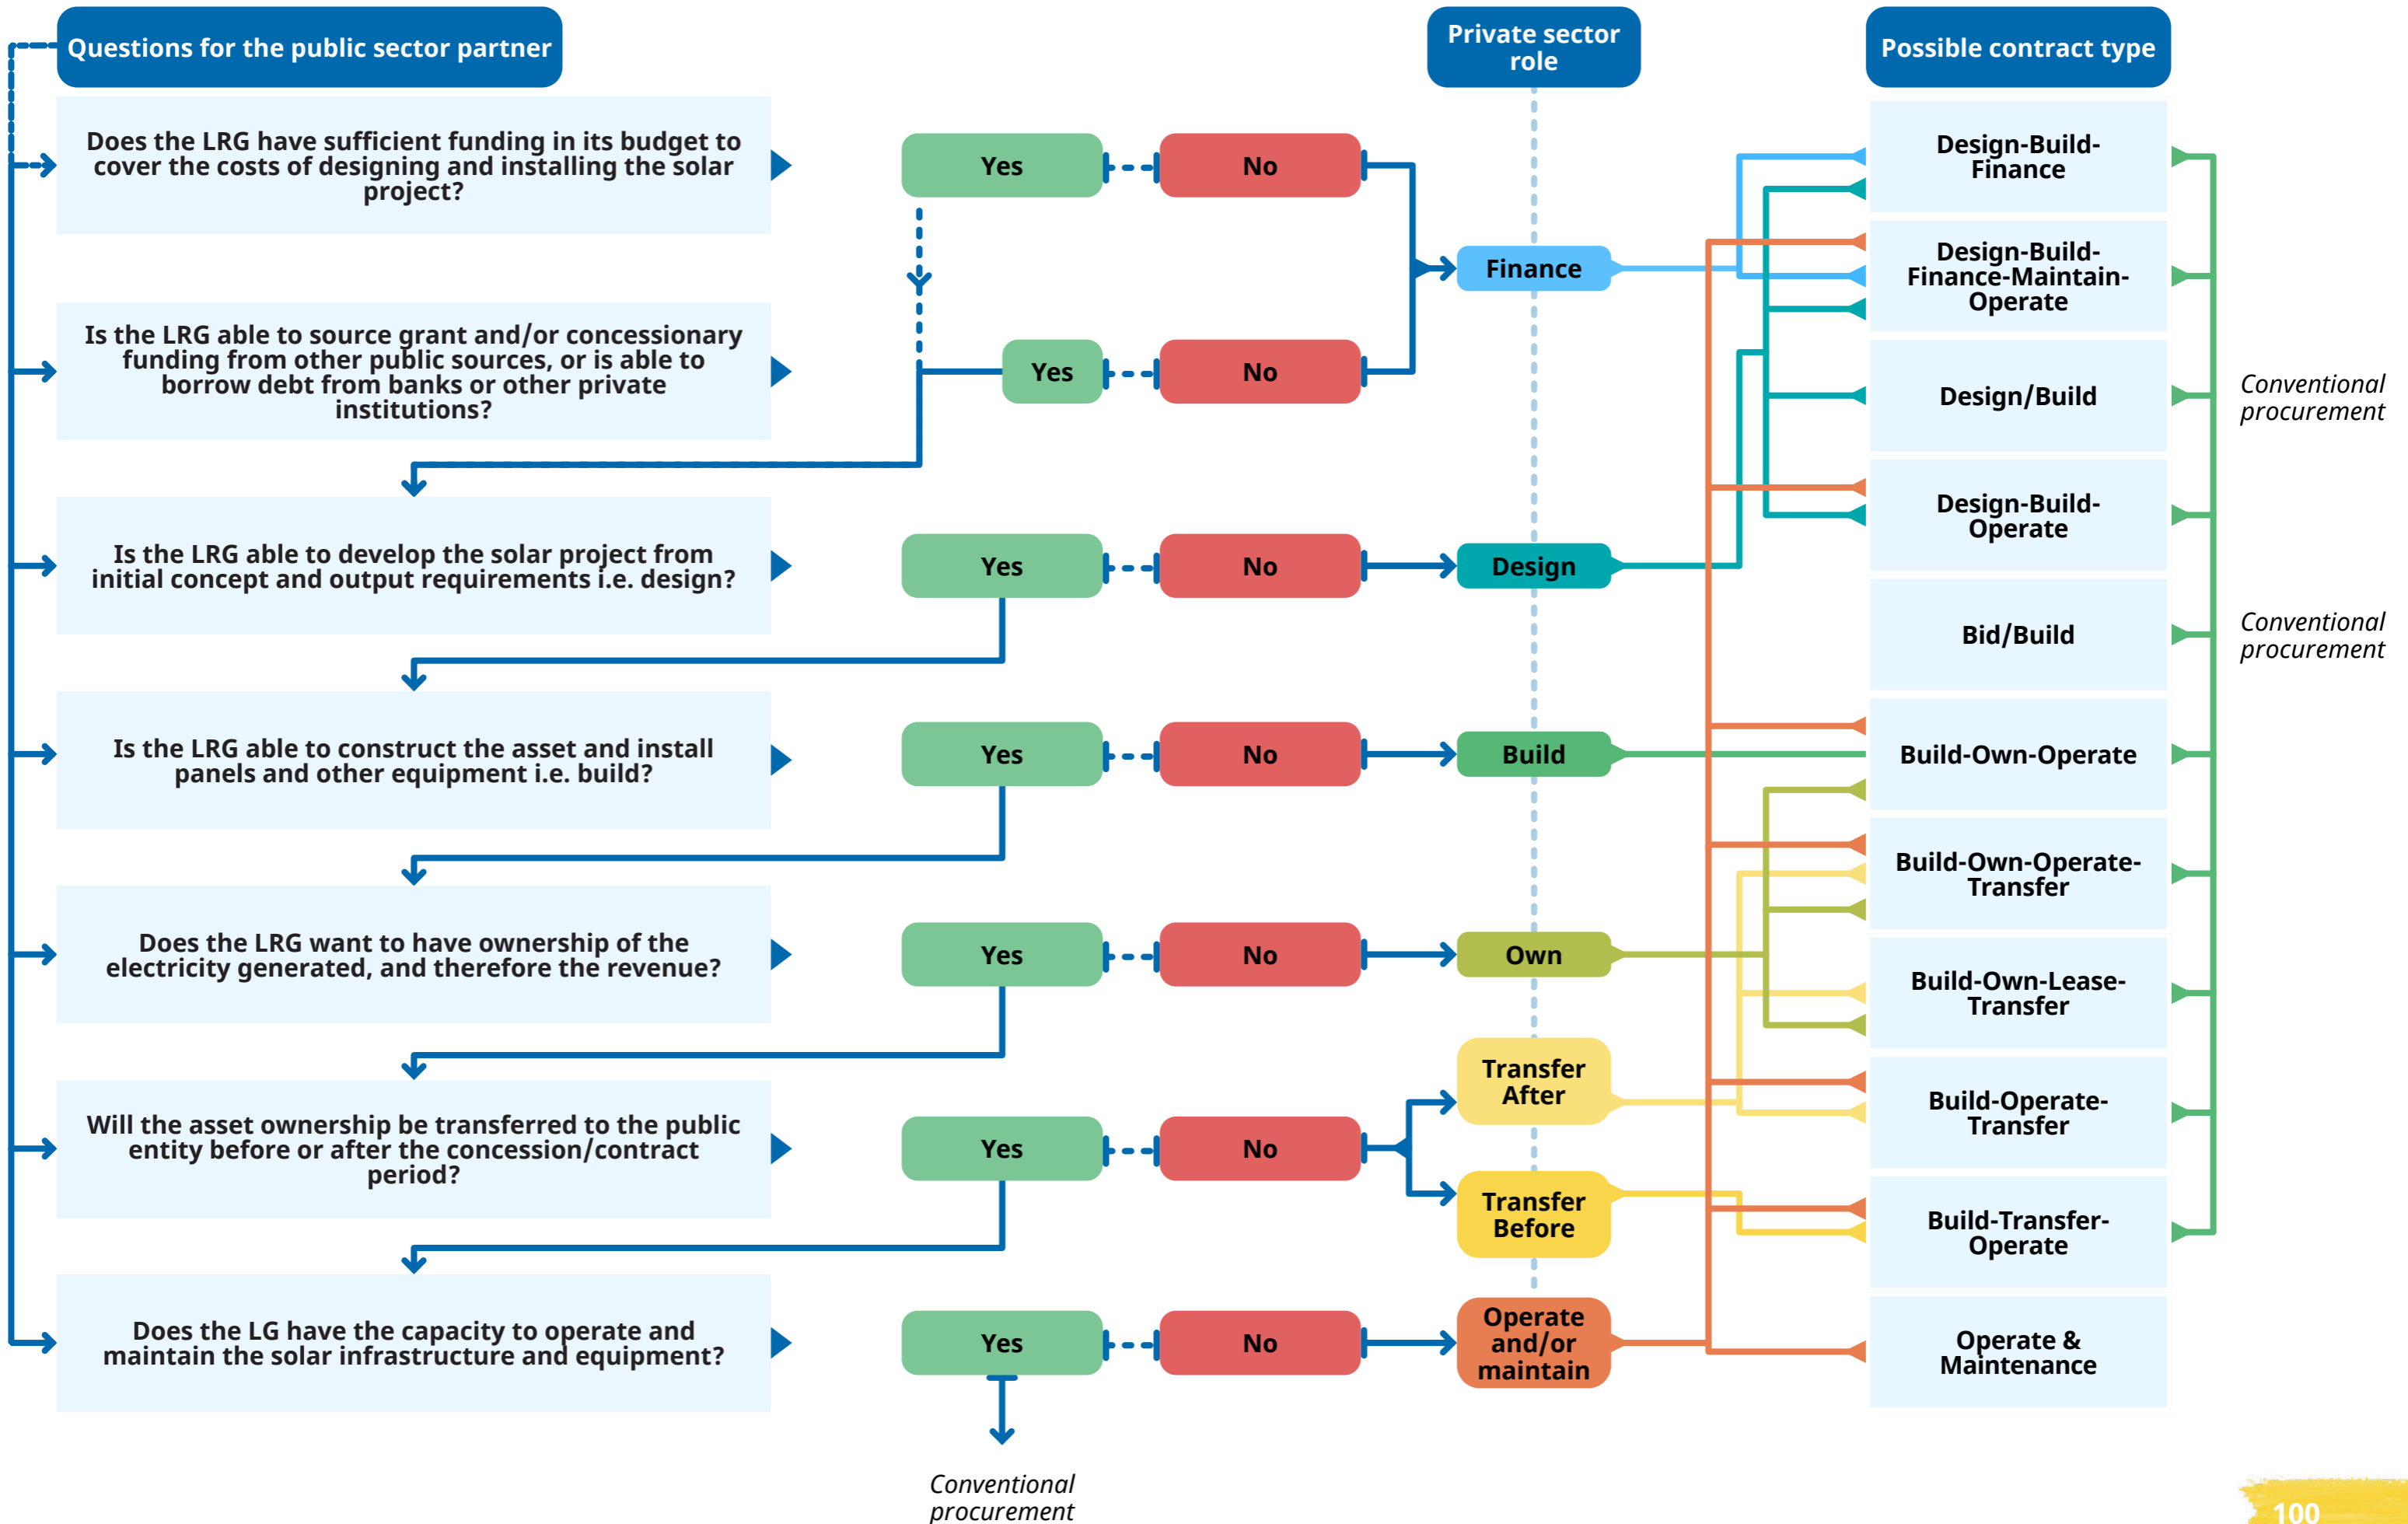 Questions for the public sector partner
Private sector
role
Possible contract type
Does the LRG have sufficient funding in its budget to
cover the costs of designing and installing the solar
project?
Yes
No
Finance
Is the LRG able to source grant and/or concessionary
funding from other public sources, or is able to
borrow debt from banks or other private
institutions?
Yes
No
Is the LRG able to develop the solar project from
initial concept and output requirements i.e. design?
Yes
No
Design
Is the LRG able to construct the asset and install
panels and other equipment i.e. build?
Yes
No
Build
Does the LRG want to have ownership of the
electricity generated, and therefore the revenue?
Yes
No
Own
Will the asset ownership be transferred to the public
entity before or after the concession/contract
period?
Yes
No
Transfer
After
Transfer
Before
Does the LG have the capacity to operate and
maintain the solar infrastructure and equipment?
Yes
No
Operate
and/or
maintain
Conventional
procurement
Design-Build-
Finance
Design-Build-
Finance-Maintain-
Operate
Design/Build
Conventional
procurement
Design-Build-
Operate
Bid/Build
Conventional
procurement
Build-Own-Operate
Build-Own-Operate-
Transfer
Build-Own-Lease-
Transfer
Build-Operate-
Transfer
Build-Transfer-
Operate
Operate &
Maintenance
100